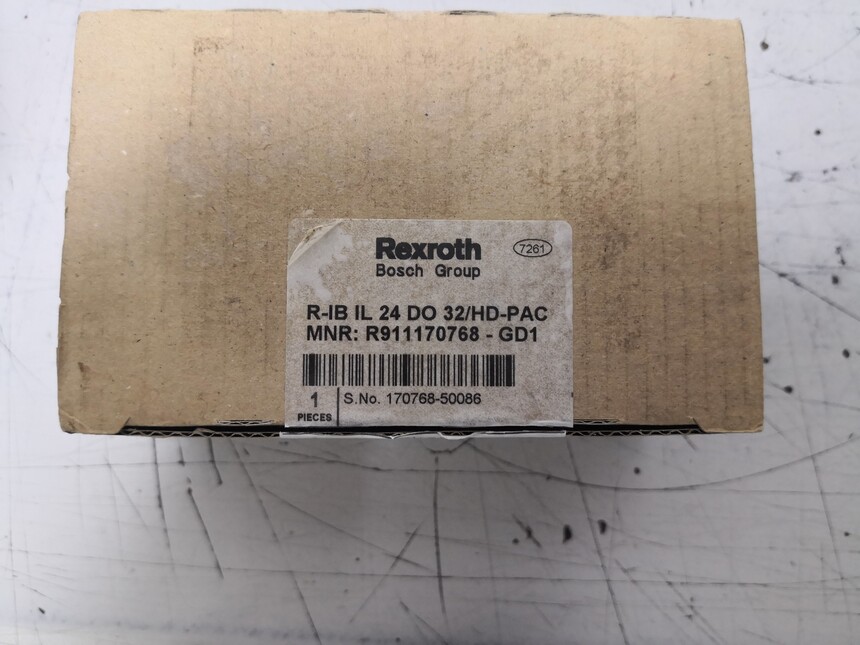 Rexroth
7261
Bosch Group
R-IB IL 24 DO 32/HD-PAC
MNR: R911170768 - GD1
1 PIECES
S.No. 170768-50086